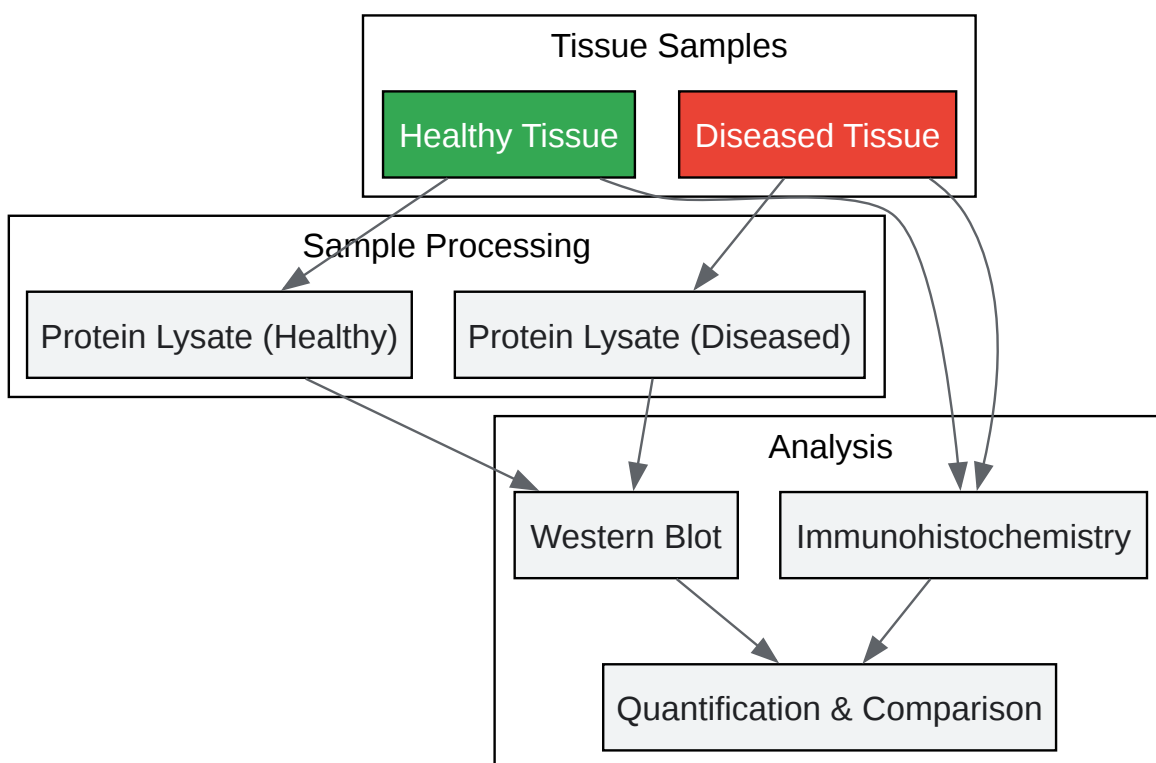 Tissue Samples
Healthy Tissue
Diseased Tissue
Sample Processing
Protein Lysate (Healthy)
Protein Lysate (Diseased)
Analysis
Western Blot
Immunohistochemistry
Quantification & Comparison